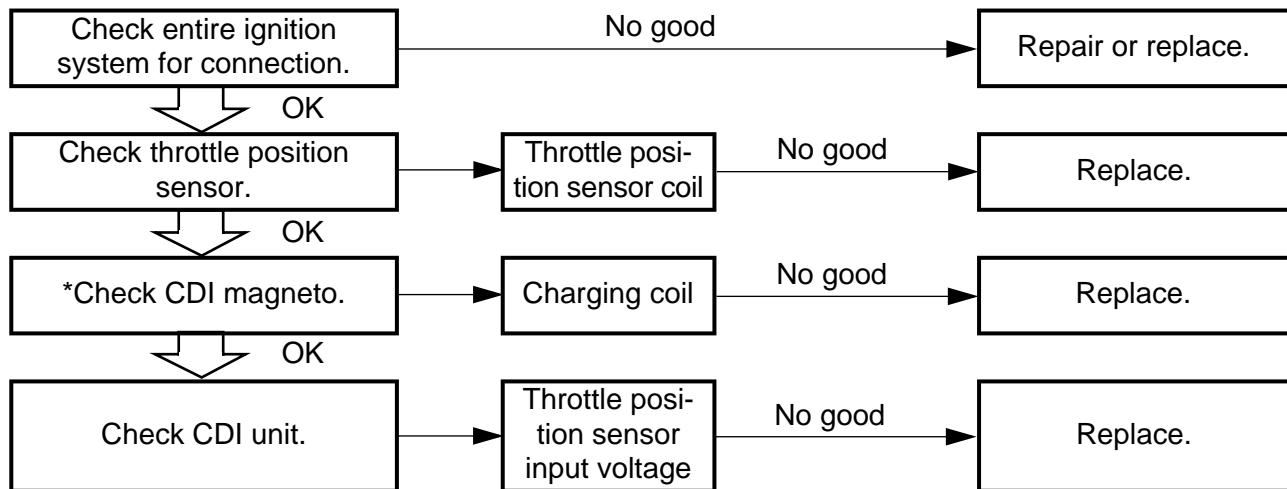 Check entire ignition
system for connection.
No good
Repair or replace.
OK
Check throttle position
sensor.
Throttle posi-
tion sensor coil
No good
Replace.
OK
*Check CDI magneto.
Charging coil
No good
Replace.
OK
Check CDI unit.
Throttle posi-
tion sensor
input voltage
No good
Replace.